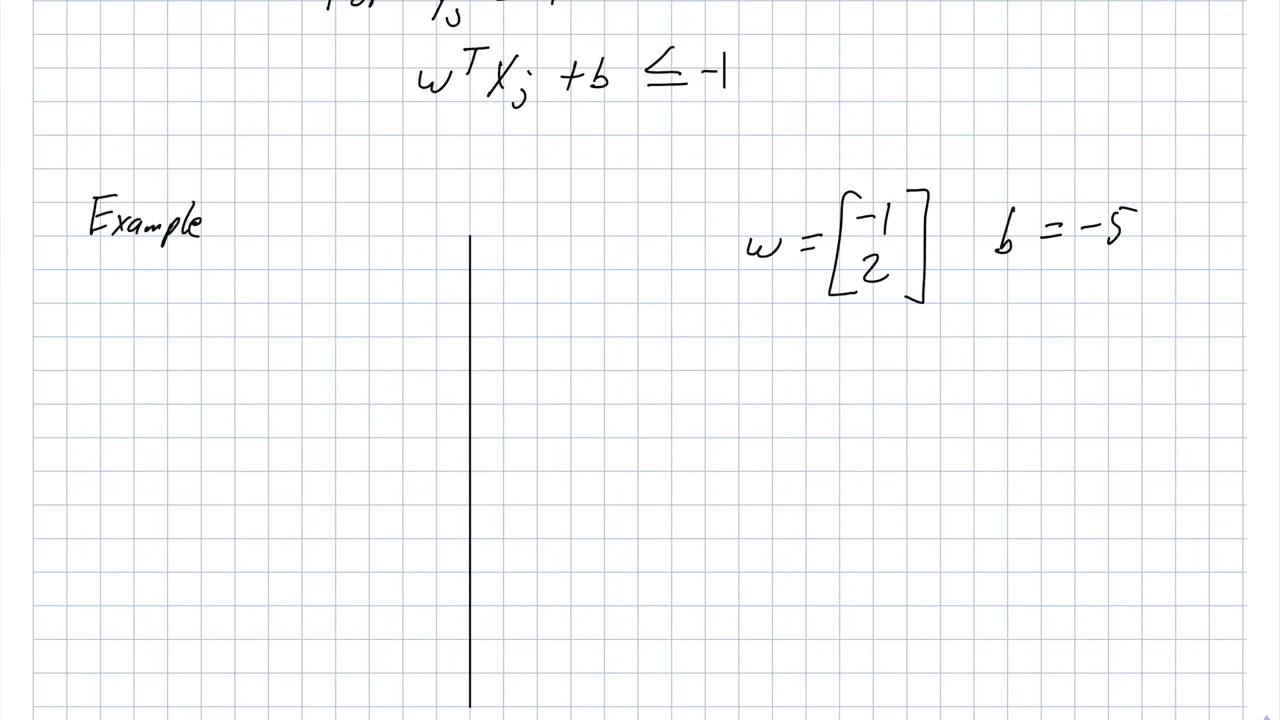 w^T x_j + b ≤ -1
Example
w = [-1 2] b = -5